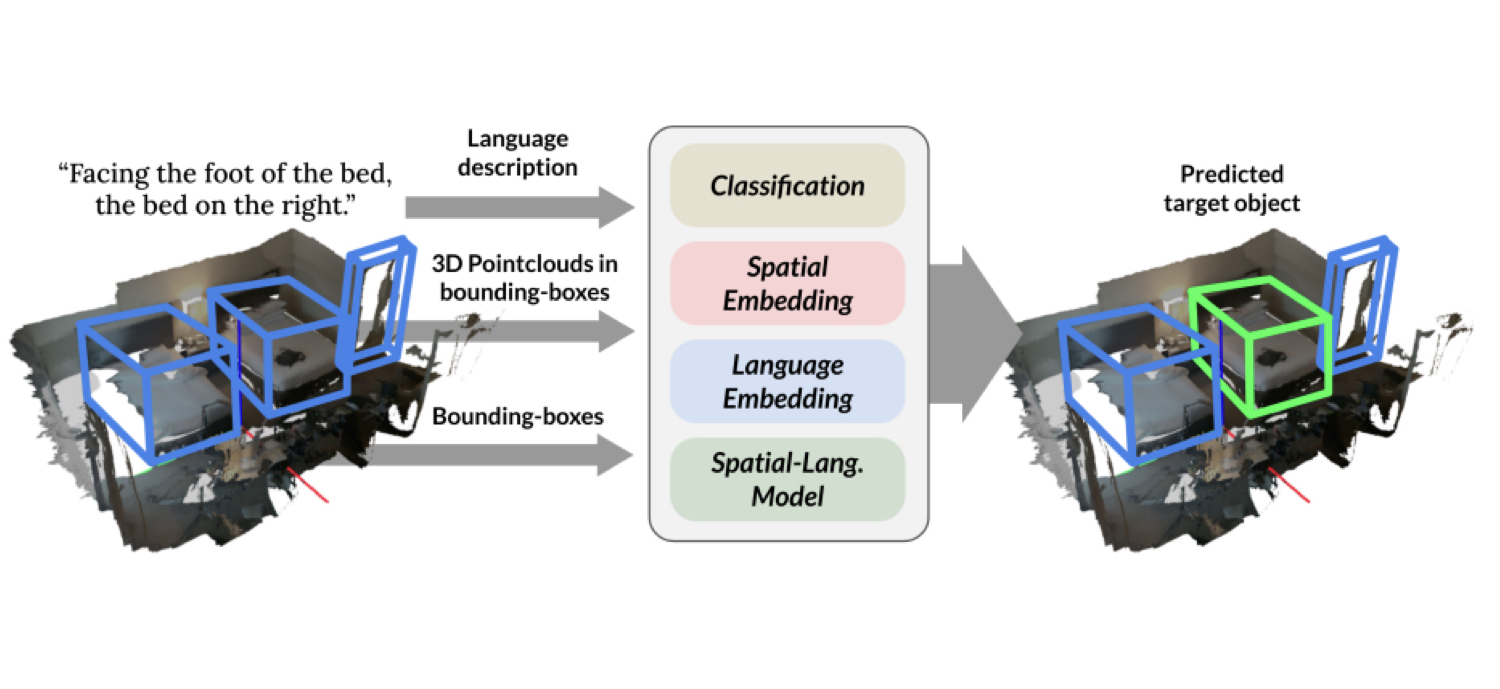 “Facing the foot of the bed,
the bed on the right.”
Language
description
3D Pointclouds in
bounding-boxes
Bounding-boxes
Classification
Spatial
Embedding
Language
Embedding
Spatial-Lang.
Model
Predicted
target object